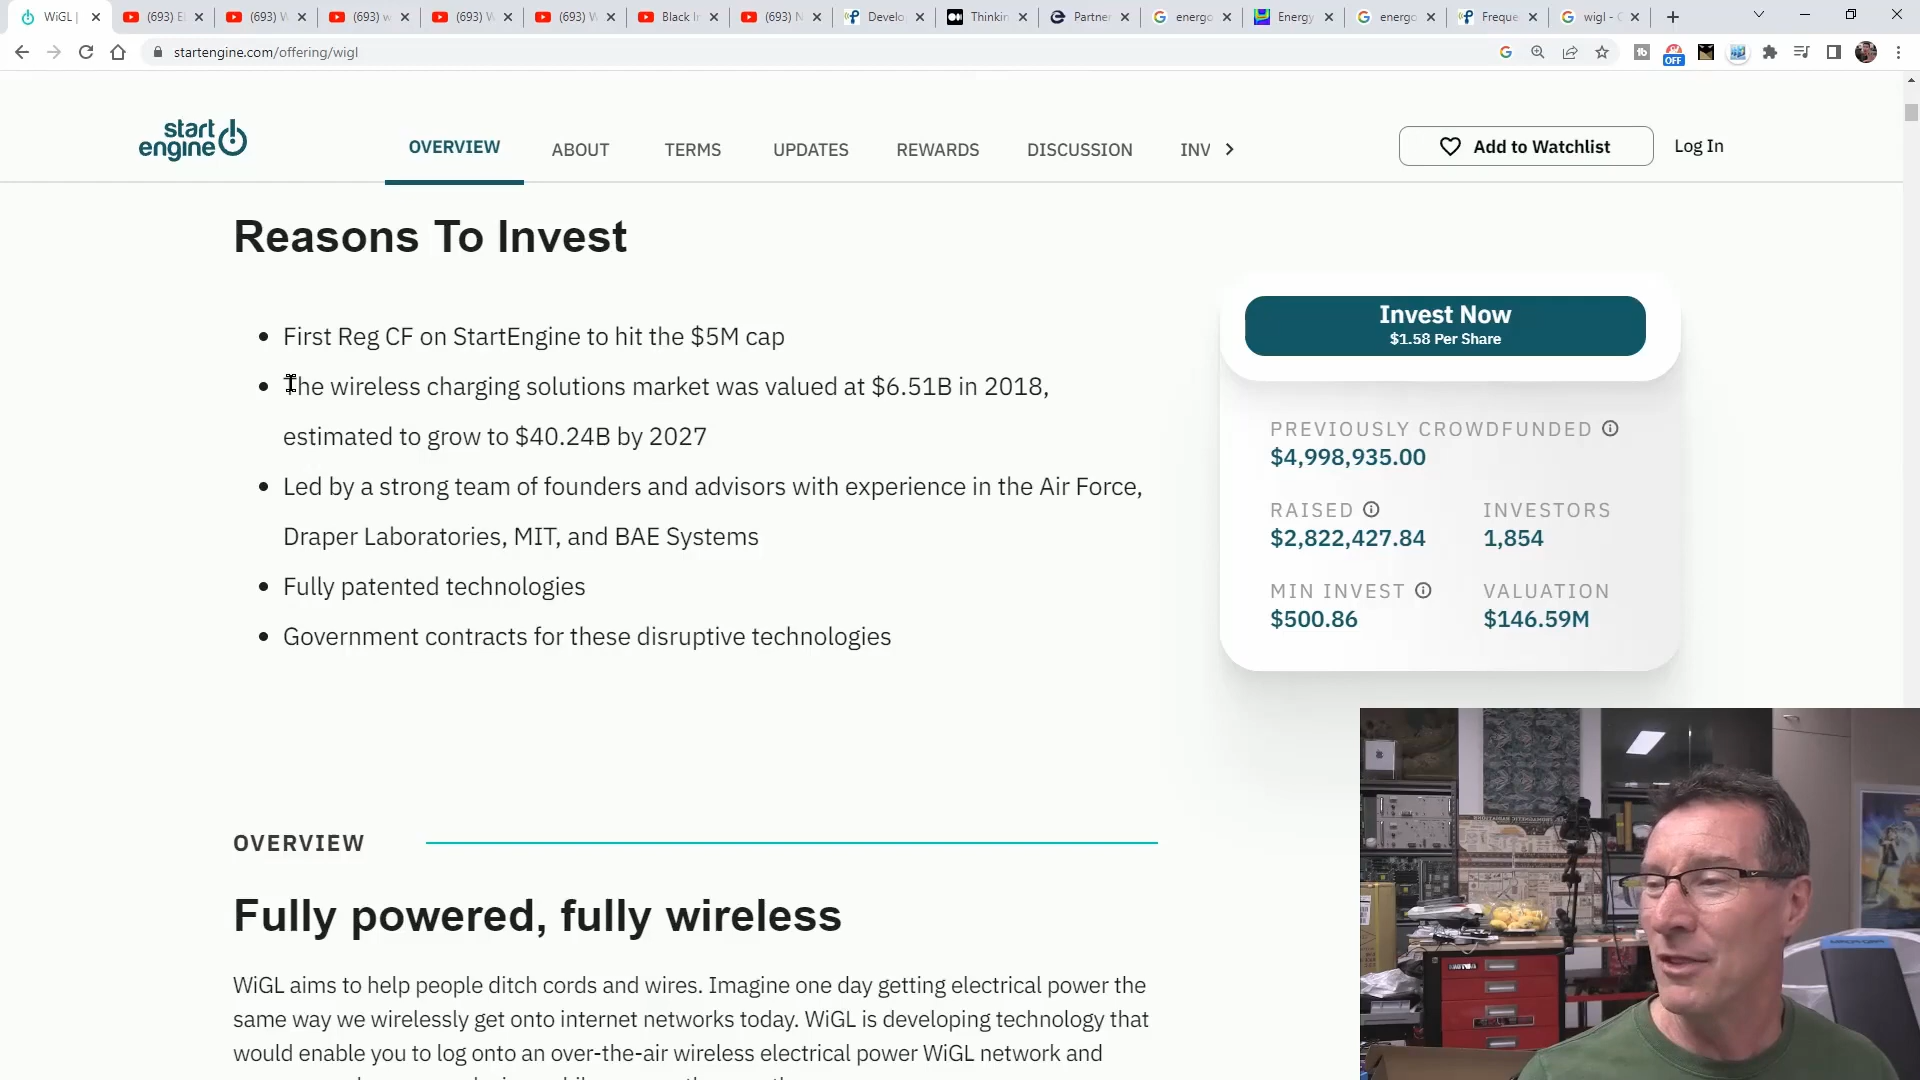 WiGL |
(693) E
(693) W
(693) w
(693) W
(693) W
Black I
(693) N
Develo
Thinkin
Partner
energo
Energy
energo
Freque
wigl -
startengine.com/offering/wigl
OFF
start
engine
OVERVIEW
ABOUT
TERMS
UPDATES
REWARDS
DISCUSSION
INV
Add to Watchlist
Log In
Reasons To Invest
First Reg CF on StartEngine to hit the $5M cap
The wireless charging solutions market was valued at $6.51B in 2018,
estimated to grow to $40.24B by 2027
Led by a strong team of founders and advisors with experience in the Air Force,
Draper Laboratories, MIT, and BAE Systems
Fully patented technologies
Government contracts for these disruptive technologies
Invest Now
$1.58 Per Share
PREVIOUSLY CROWDFUNDED
$4,998,935.00
RAISED
INVESTORS
$2,822,427.84
1,854
MIN INVEST
VALUATION
$500.86
$146.59M
OVERVIEW
Fully powered, fully wireless
WiGL aims to help people ditch cords and wires. Imagine one day getting electrical power the
same way we wirelessly get onto internet networks today. WiGL is developing technology that
would enable you to log onto an over-the-air wireless electrical power WiGL network and